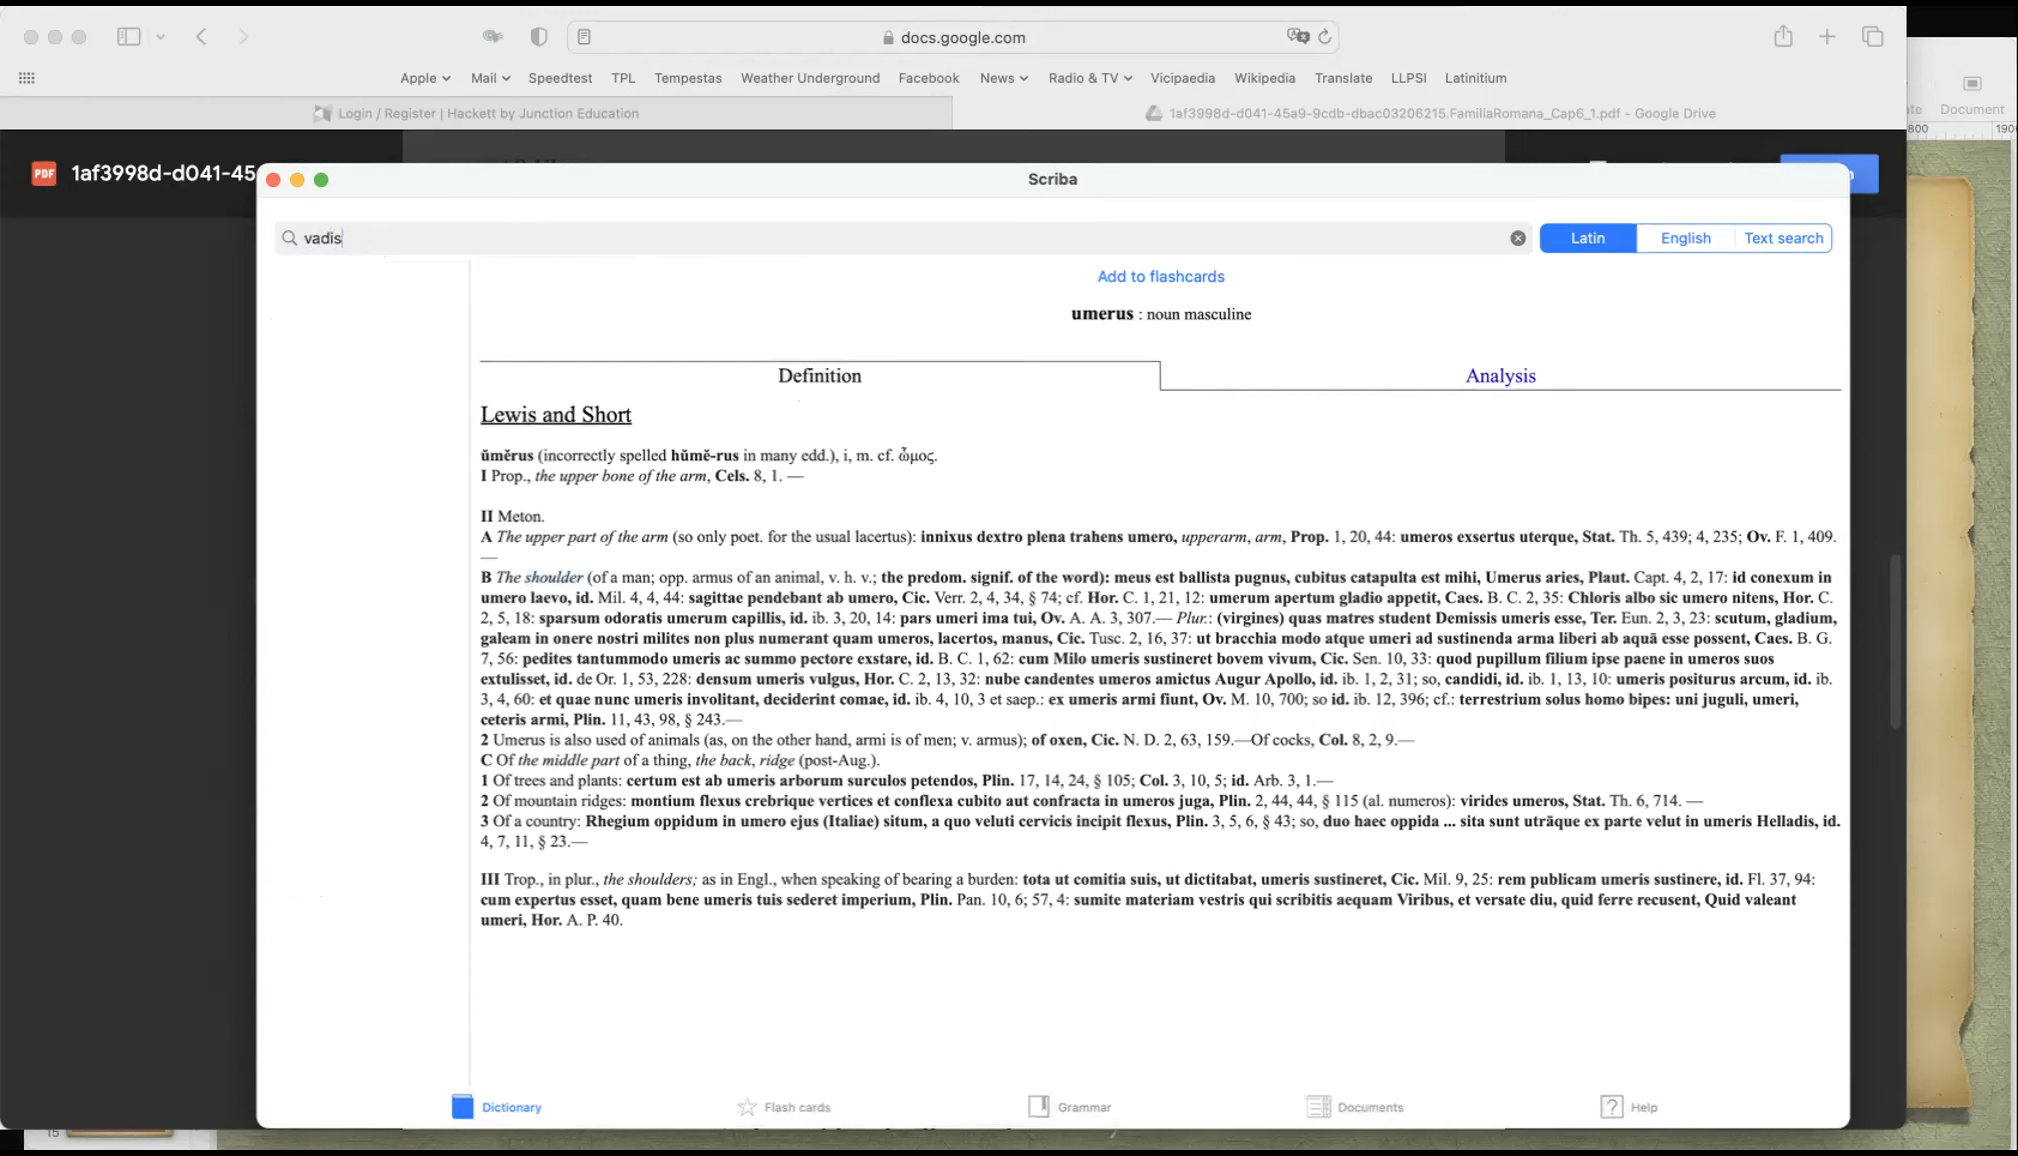 docs.google.com
Apple Mail Speedtest TPL Tempestas Weather Underground Facebook News Radio & TV Vicipaedia Wikipedia Translate LLPSI Latinitium
Login / Register | Hackett by Junction Education
1af3998d-d041-45a9-9cdb-dbac03206215.FamiliaRomana_Cap6_1.pdf - Google Drive
Document
800 190
PDF 1af3998d-d041-45
Scriba
vadis
Latin English Text search
Add to flashcards
umerus : noun masculine
Definition
Analysis
Lewis and Short
ŭmĕrus (incorrectly spelled hŭmĕ-rus in many edd.), i, m. cf. ὦμος.
I Prop., the upper bone of the arm, Cels. 8, 1. —
II Meton.
A The upper part of the arm (so only poet. for the usual lacertus): innixus dextro plena trahens umero, upperarm, arm, Prop. 1, 20, 44: umeros exsertus uterque, Stat. Th. 5, 439; 4, 235; Ov. F. 1, 409.
—
B The shoulder (of a man; opp. armus of an animal, v. h. v.; the predom. signif. of the word): meus est ballista pugnus, cubitus catapulta est mihi, Umerus aries, Plaut. Capt. 4, 2, 17: id conexum in
umero laevo, id. Mil. 4, 4, 44: sagittae pendebant ab umero, Cic. Verr. 2, 4, 34, § 74; cf. Hor. C. 1, 21, 12: umerum apertum gladio appetit, Caes. B. C. 2, 35: Chloris albo sic umero nitens, Hor. C.
2, 5, 18: sparsum odoratis umerum capillis, id. ib. 3, 20, 14: pars umeri ima tui, Ov. A. A. 3, 307.— Plur.: (virgines) quas matres student Demissis umeris esse, Ter. Eun. 2, 3, 23: scutum, gladium,
galeam in onere nostri milites non plus numerant quam umeros, lacertos, manus, Cic. Tusc. 2, 16, 37: ut bracchia modo atque umeri ad sustinenda arma liberi ab aquā esse possent, Caes. B. G.
7, 56: pedites tantummodo umeris ac summo pectore exstare, id. B. C. 1, 62: cum Milo umeris sustineret bovem vivum, Cic. Sen. 10, 33: quod pupillum filium ipse paene in umeros suos
extulisset, id. de Or. 1, 53, 228: densum umeris vulgus, Hor. C. 2, 13, 32: nube candentes umeros amictus Augur Apollo, id. ib. 1, 2, 31; so, candidi, id. ib. 1, 13, 10: umeris positurus arcum, id. ib.
3, 4, 60: et quae nunc umeris involitant, deciderint comae, id. ib. 4, 10, 3 et saep.: ex umeris armi fiunt, Ov. M. 10, 700; so id. ib. 12, 396; cf.: terrestrium solus homo bipes: uni juguli, umeri,
ceteris armi, Plin. 11, 43, 98, § 243.—
2 Umerus is also used of animals (as, on the other hand, armi is of men; v. armus); of oxen, Cic. N. D. 2, 63, 159.—Of cocks, Col. 8, 2, 9.—
C Of the middle part of a thing, the back, ridge (post-Aug.).
1 Of trees and plants: certum est ab umeris arborum surculos petendos, Plin. 17, 14, 24, § 105; Col. 3, 10, 5; id. Arb. 3, 1.—
2 Of mountain ridges: montium flexus crebrique vertices et conflexa cubito aut confracta in umeros juga, Plin. 2, 44, 44, § 115 (al. numeros): virides umeros, Stat. Th. 6, 714. —
3 Of a country: Rhegium oppidum in umero ejus (Italiae) situm, a quo veluti cervicis incipit flexus, Plin. 3, 5, 6, § 43; so, duo haec oppida ... sita sunt utrāque ex parte velut in umeris Helladis, id.
4, 7, 11, § 23.—
III Trop., in plur., the shoulders; as in Engl., when speaking of bearing a burden: tota ut comitia suis, ut dictitabat, umeris sustineret, Cic. Mil. 9, 25: rem publicam umeris sustinere, id. Fl. 37, 94:
cum expertus esset, quam bene umeris tuis sederet imperium, Plin. Pan. 10, 6; 57, 4: sumite materiam vestris qui scribitis aequam Viribus, et versate diu, quid ferre recusent, Quid valeant
umeri, Hor. A. P. 40.
Dictionary Flash cards Grammar Documents Help
15